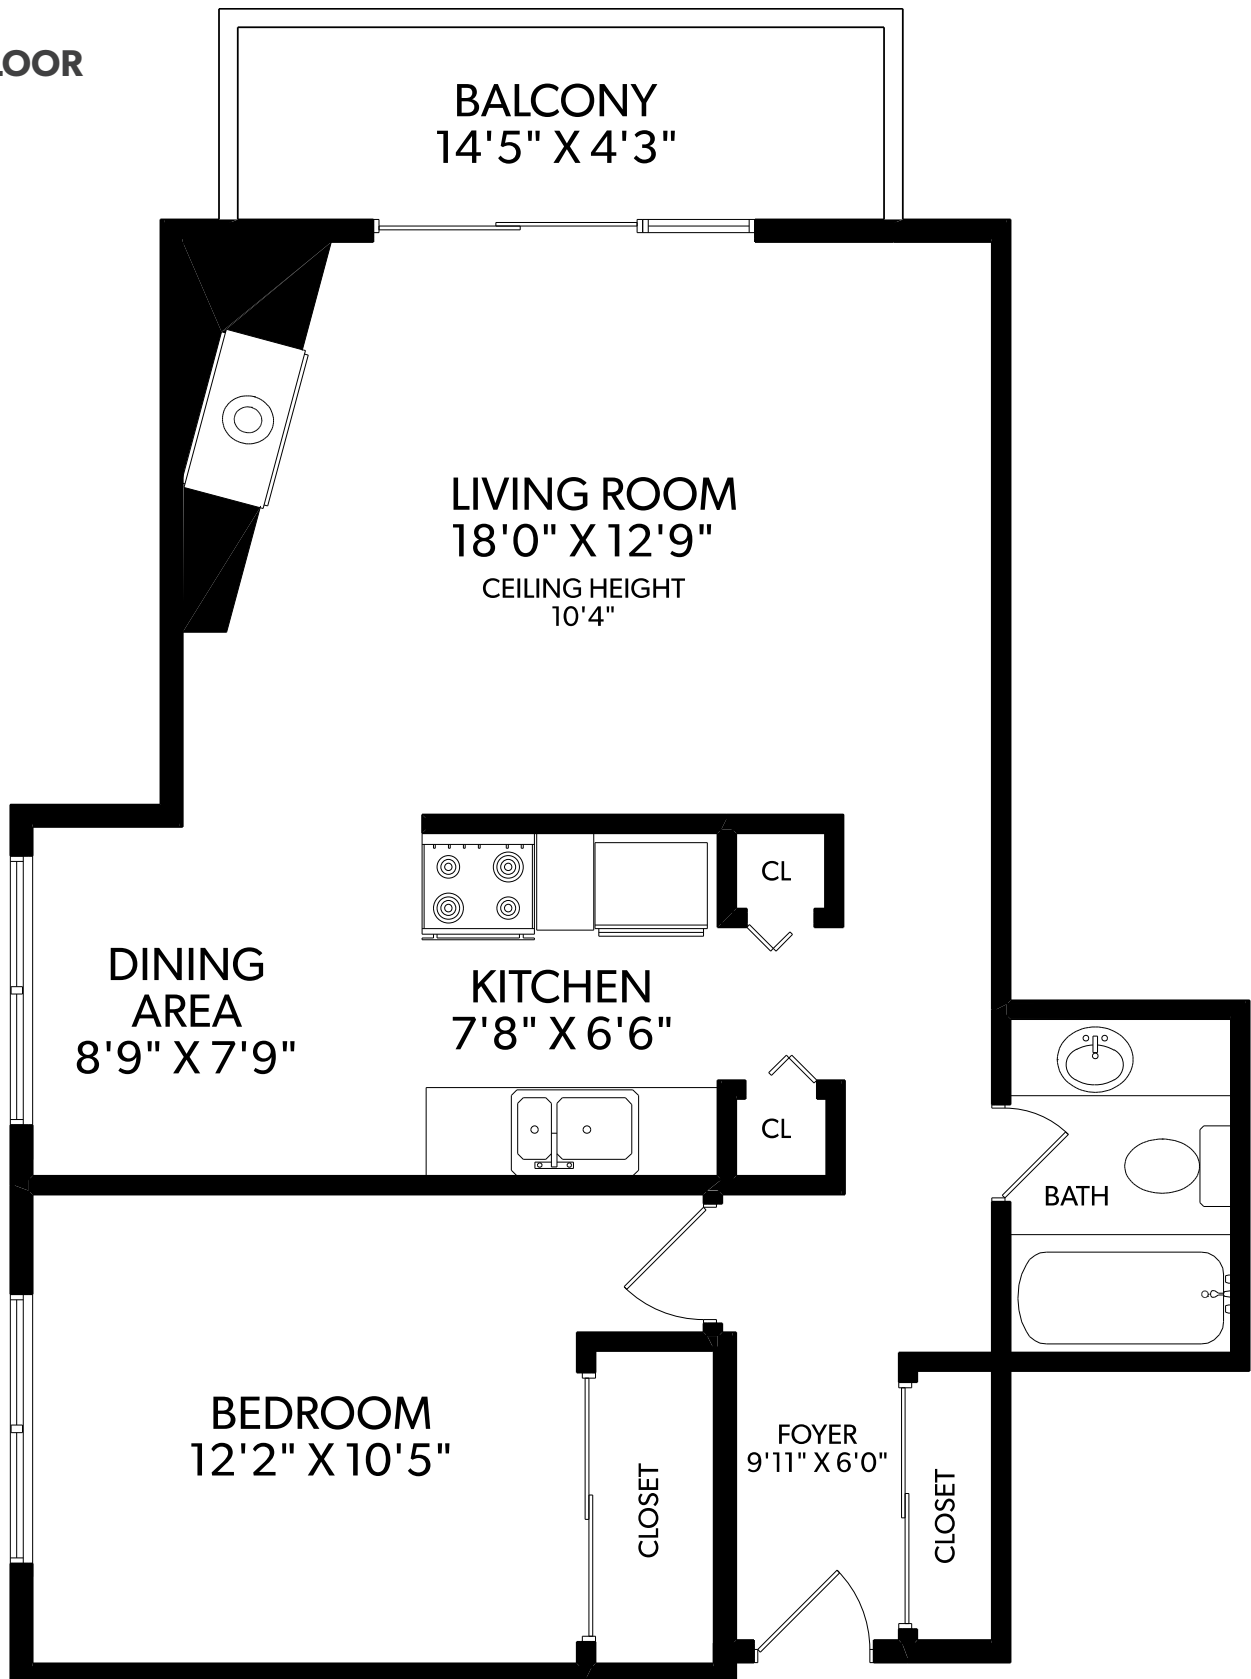 BALCONY
14'5" X 4'3"
LIVING ROOM
18'0" X 12'9"
CEILING HEIGHT
10'4"
CL
DINING
AREA
8'9" X 7'9"
KITCHEN
7'8" X 6'6"
CL
BATH
BEDROOM
12'2" X 10'5"
CLOSET
FOYER
9'11" X 6'0"
CLOSET